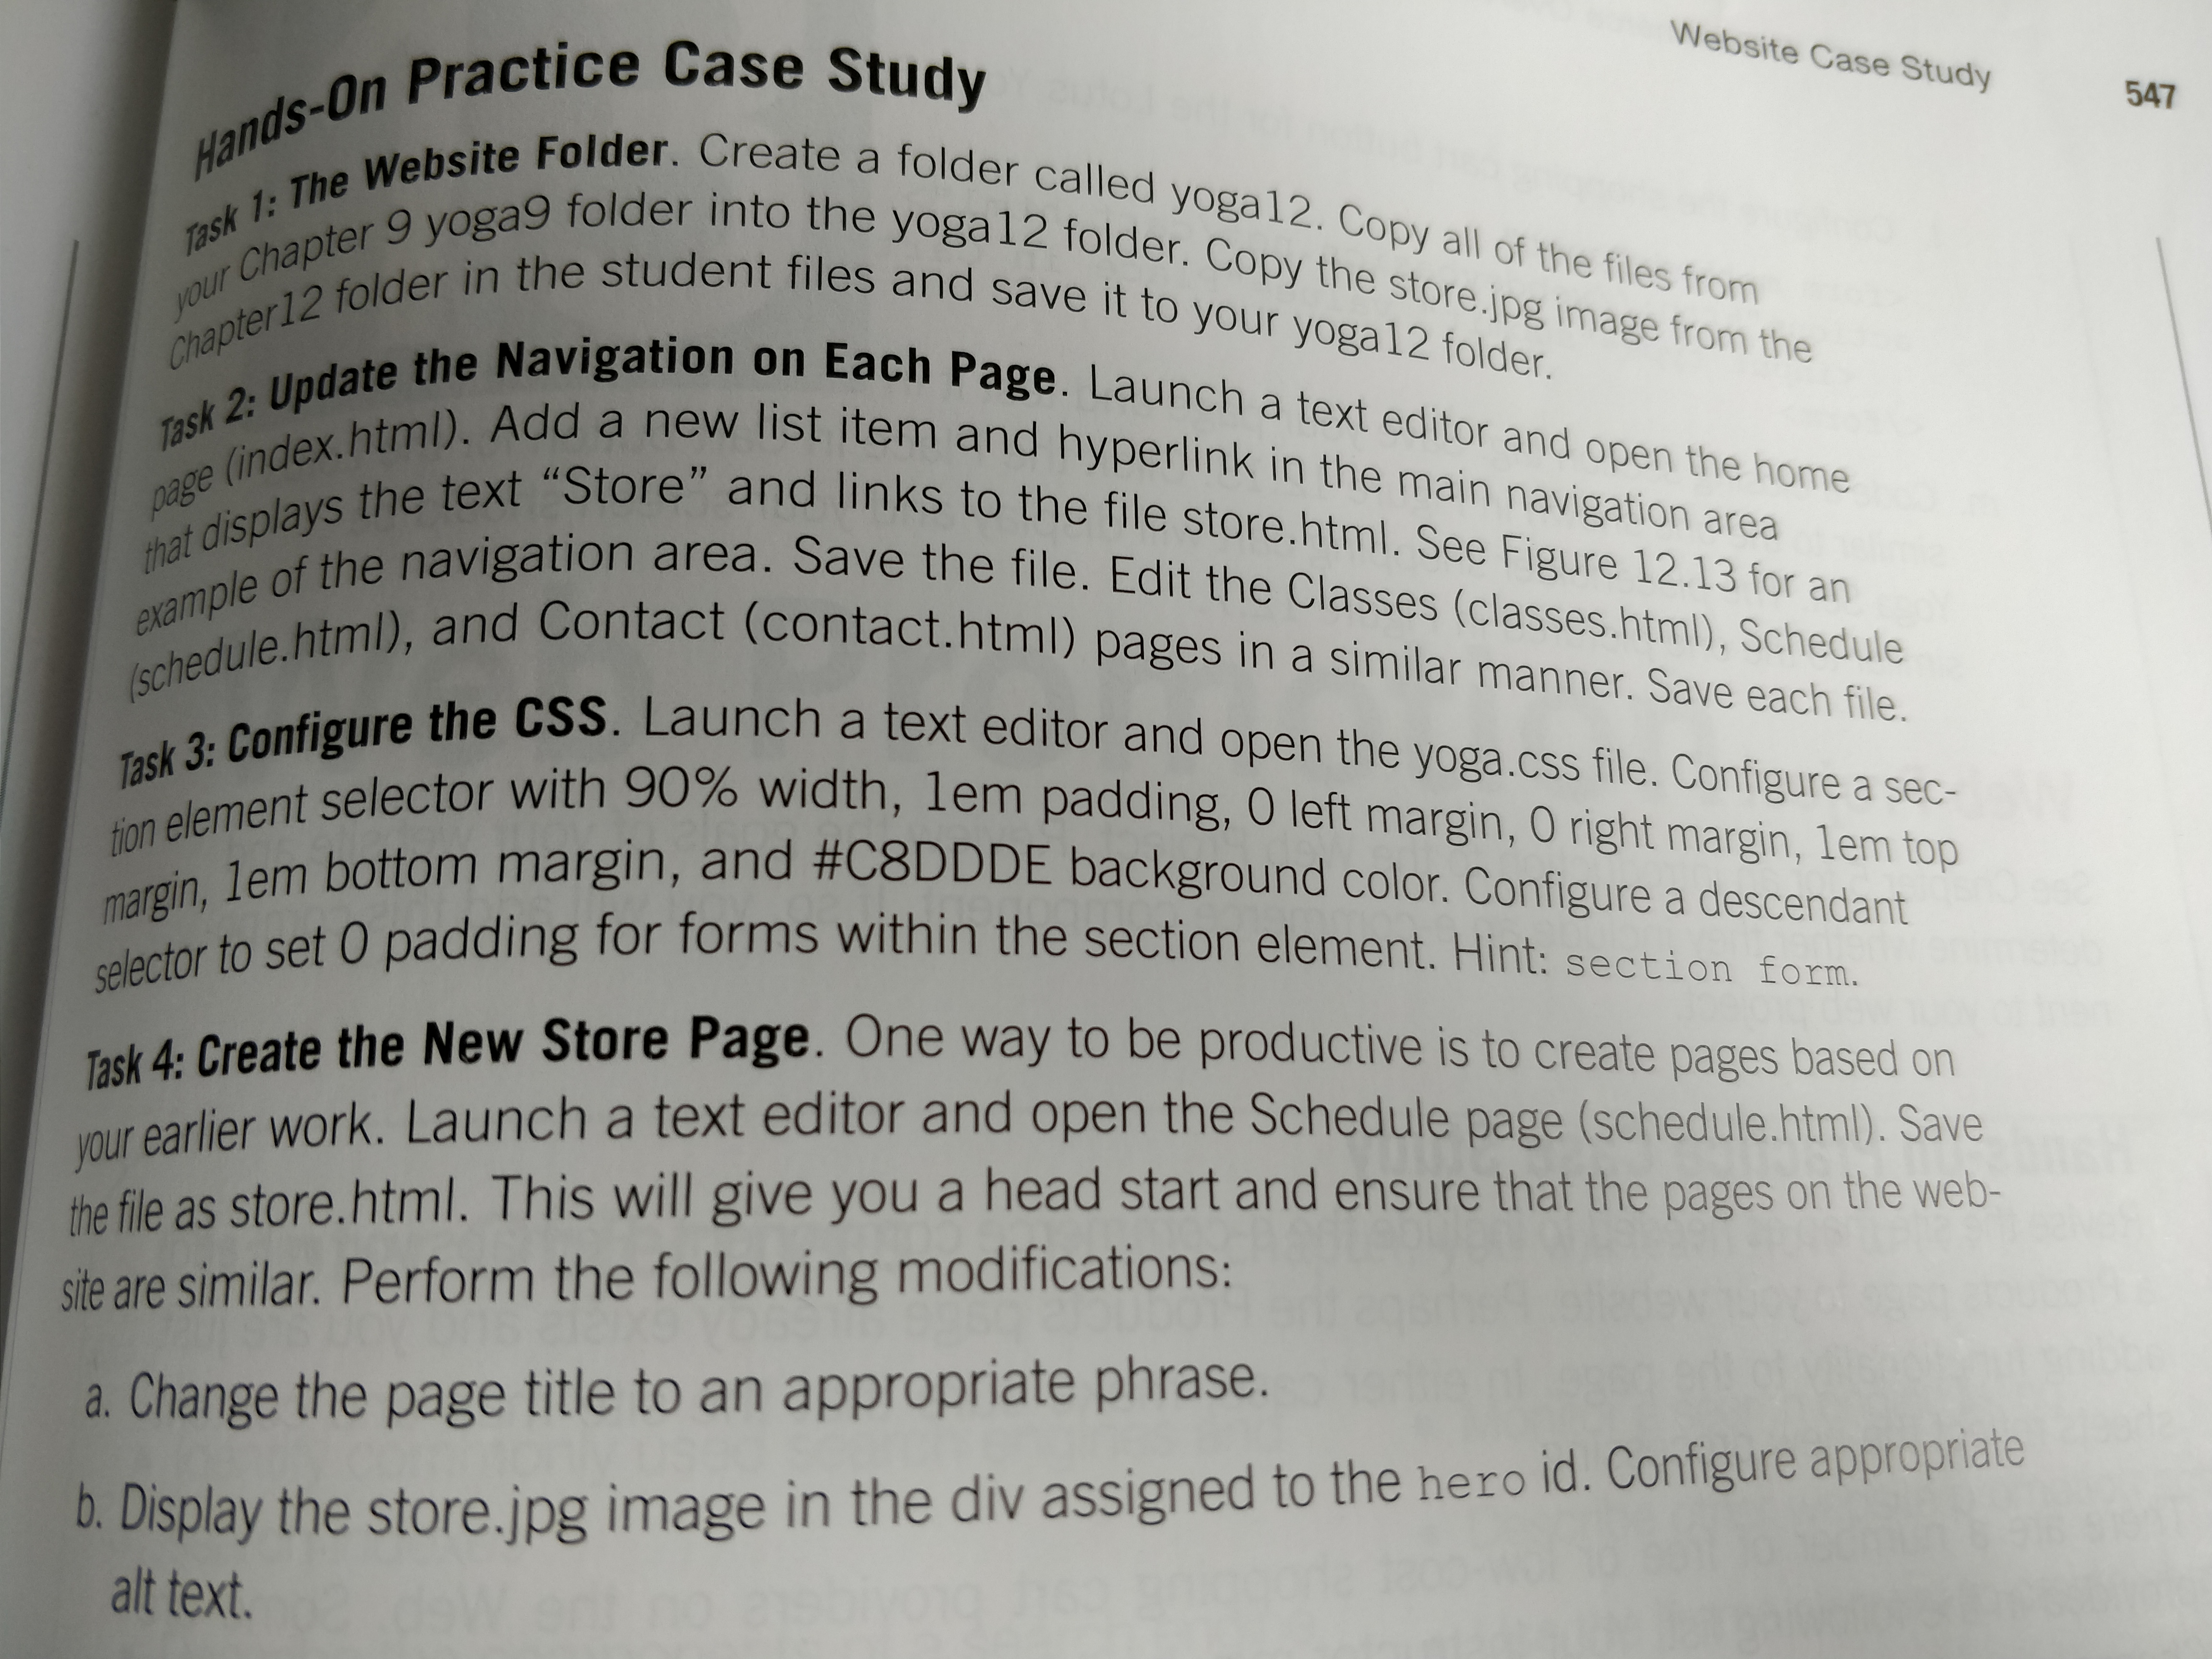 Website Case Study 547
Hands-On Practice Case Study
Task 1: The Website Folder. Create a folder called yoga12. Copy all of the files from
your Chapter 9 yoga9 folder into the yoga12 folder. Copy the store.jpg image from the
Chapter12 folder in the student files and save it to your yoga12 folder.
Task 2: Update the Navigation on Each Page. Launch a text editor and open the home
page (index.html). Add a new list item and hyperlink in the main navigation area
that displays the text “Store” and links to the file store.html. See Figure 12.13 for an
example of the navigation area. Save the file. Edit the Classes (classes.html), Schedule
(schedule.html), and Contact (contact.html) pages in a similar manner. Save each file.
Task 3: Configure the CSS. Launch a text editor and open the yoga.css file. Configure a sec-
tion element selector with 90% width, 1em padding, 0 left margin, 0 right margin, 1em top
margin, 1em bottom margin, and #C8DDDE background color. Configure a descendant
selector to set 0 padding for forms within the section element. Hint: section form.
Task 4: Create the New Store Page. One way to be productive is to create pages based on
your earlier work. Launch a text editor and open the Schedule page (schedule.html). Save
the file as store.html. This will give you a head start and ensure that the pages on the web-
site are similar. Perform the following modifications:
a. Change the page title to an appropriate phrase.
b. Display the store.jpg image in the div assigned to the hero id. Configure appropriate
alt text.